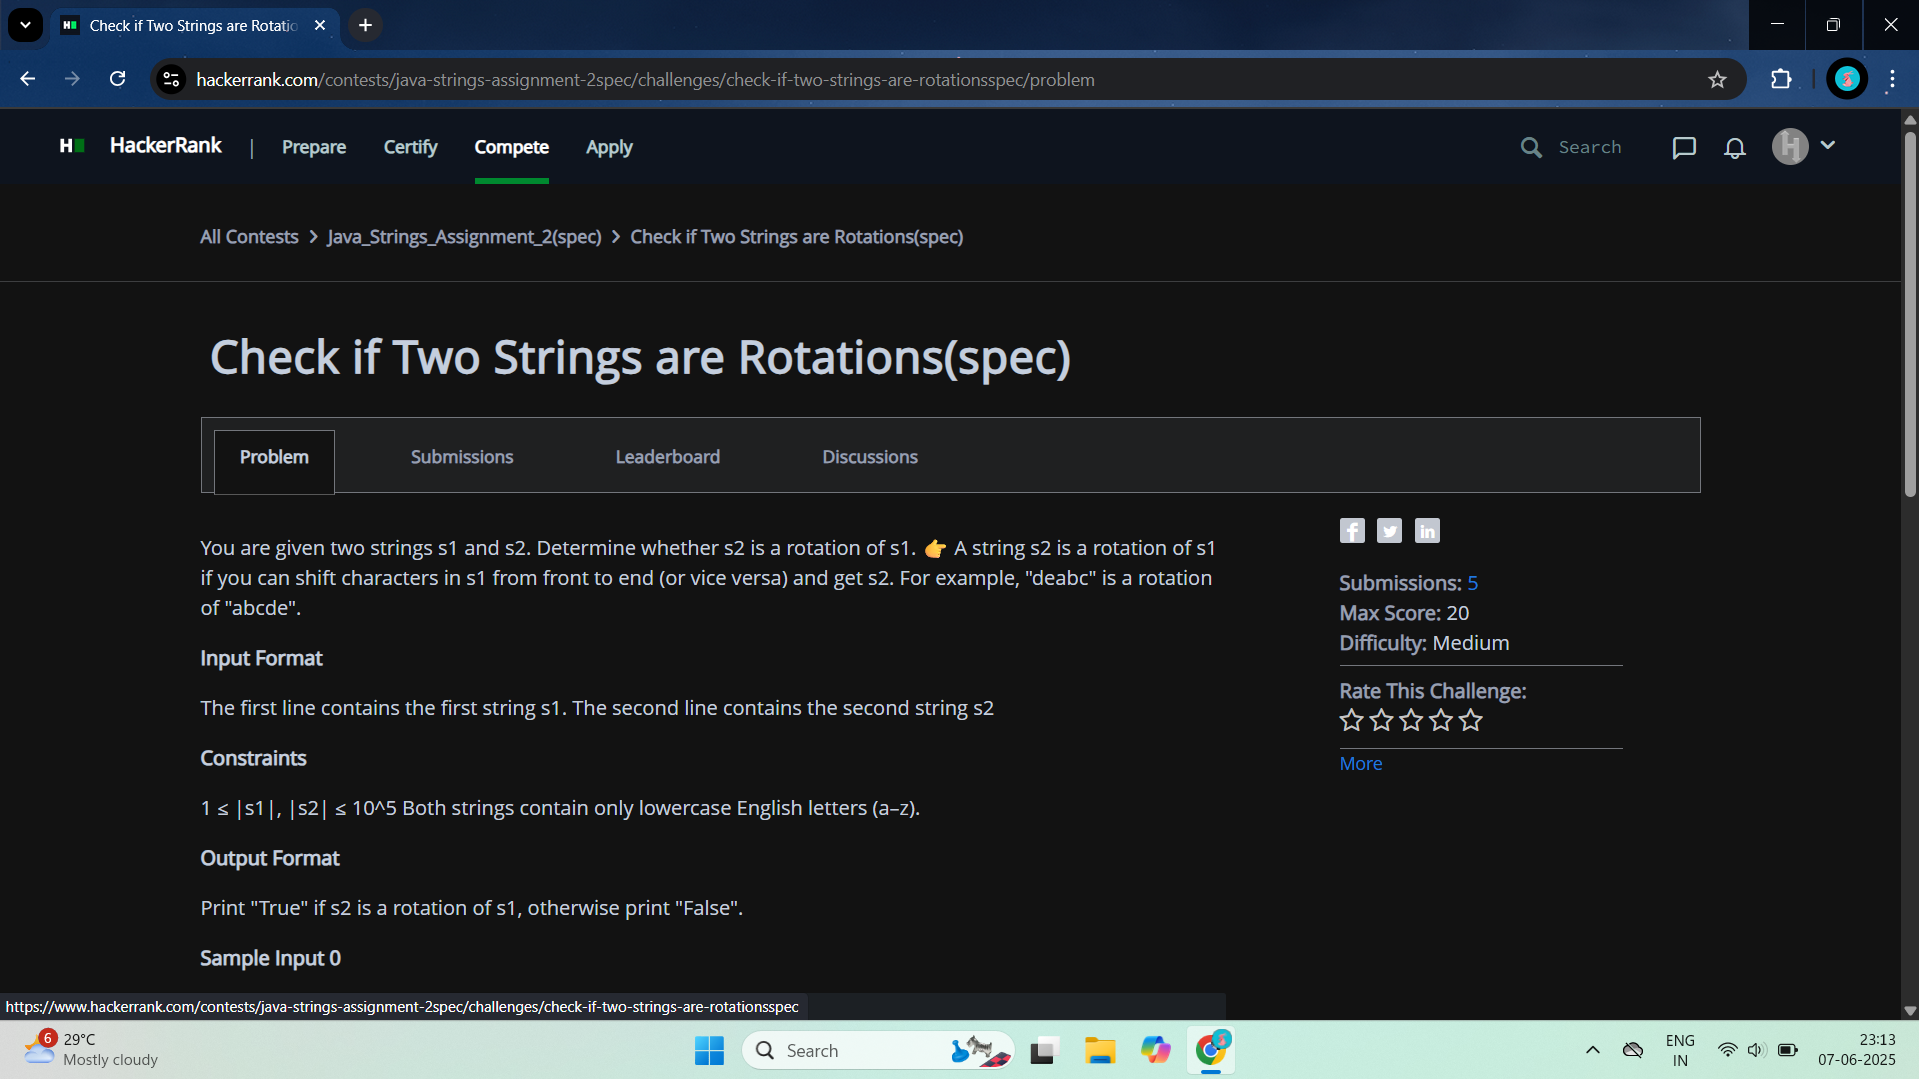 Check if Two Strings are Rotatio
hackerrank.com/contests/java-strings-assignment-2spec/challenges/check-if-two-strings-are-rotationsspec/problem
HackerRank | Prepare Certify Compete Apply Search
All Contests > Java_Strings_Assignment_2(spec) > Check if Two Strings are Rotations(spec)
Check if Two Strings are Rotations(spec)
Problem Submissions Leaderboard Discussions
You are given two strings s1 and s2. Determine whether s2 is a rotation of s1. 👉 A string s2 is a rotation of s1
if you can shift characters in s1 from front to end (or vice versa) and get s2. For example, "deabc" is a rotation
of "abcde".
Input Format
The first line contains the first string s1. The second line contains the second string s2
Constraints
1 ≤ |s1|, |s2| ≤ 10^5 Both strings contain only lowercase English letters (a–z).
Output Format
Print "True" if s2 is a rotation of s1, otherwise print "False".
Sample Input 0
Submissions: 5
Max Score: 20
Difficulty: Medium
Rate This Challenge:
More
https://www.hackerrank.com/contests/java-strings-assignment-2spec/challenges/check-if-two-strings-are-rotationsspec
6
29°C
Mostly cloudy
Search
ENG
IN
23:13
07-06-2025